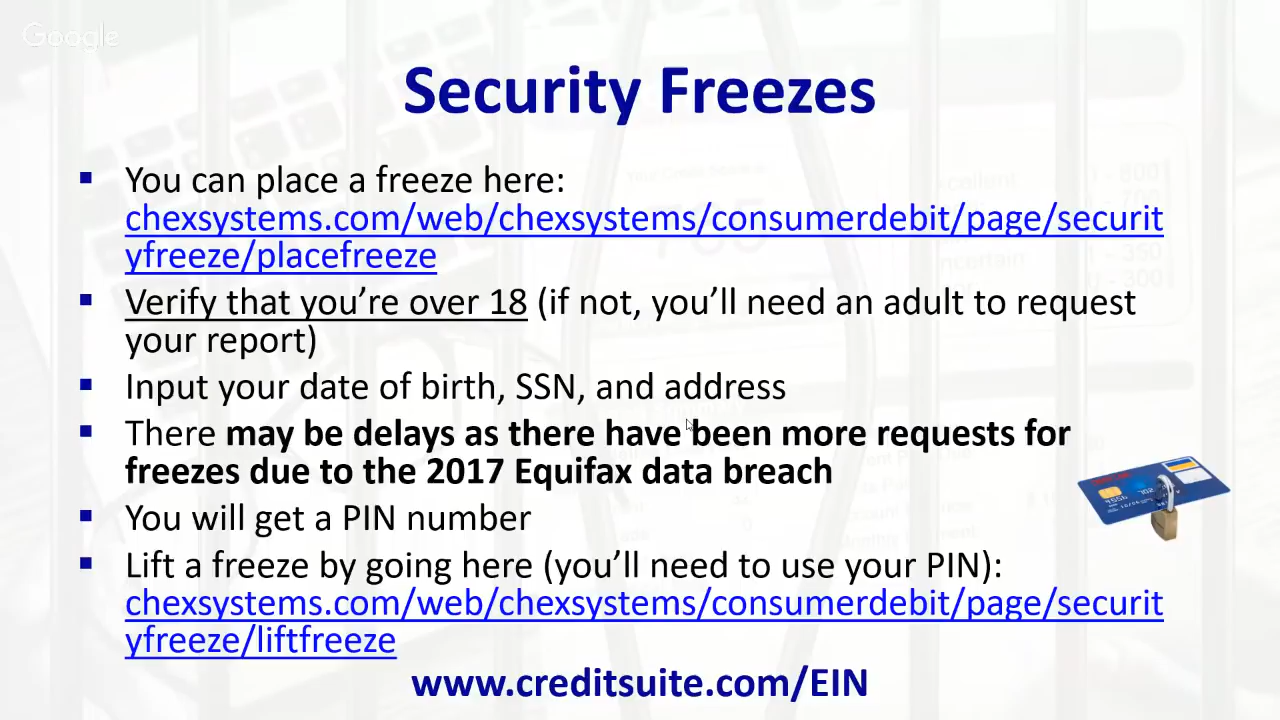 Google
Security Freezes
▪ You can place a freeze here:
chexsystems.com/web/chexsystems/consumerdebit/page/securit
yfreeze/placefreeze
▪ Verify that you’re over 18 (if not, you’ll need an adult to request
your report)
▪ Input your date of birth, SSN, and address
▪ There may be delays as there have been more requests for
freezes due to the 2017 Equifax data breach
▪ You will get a PIN number
▪ Lift a freeze by going here (you’ll need to use your PIN):
chexsystems.com/web/chexsystems/consumerdebit/page/securit
yfreeze/liftfreeze
www.creditsuite.com/EIN